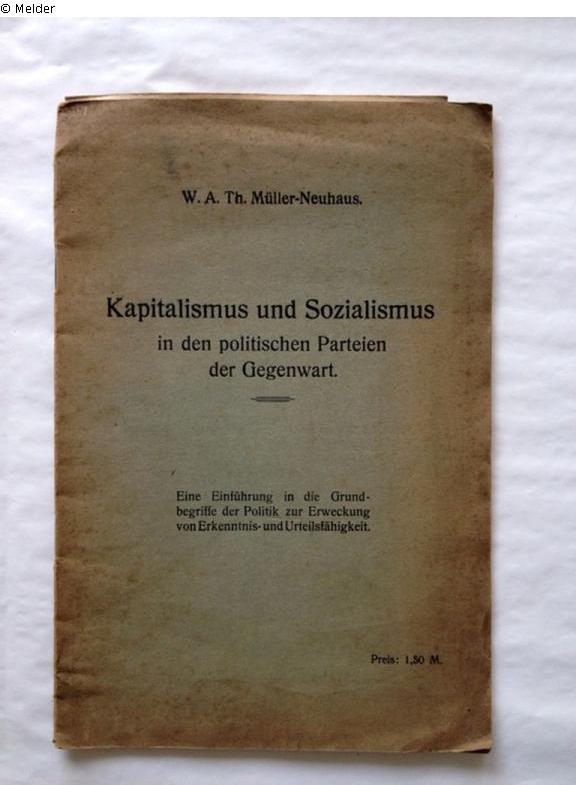 © Melder
W. A. Th. Müller-Neuhaus.
Kapitalismus und Sozialismus
in den politischen Parteien
der Gegenwart.
Eine Einführung in die Grund-
begriffe der Politik zur Erweckung
von Erkenntnis- und Urteilsfähigkeit.
Preis: 1,50 M.